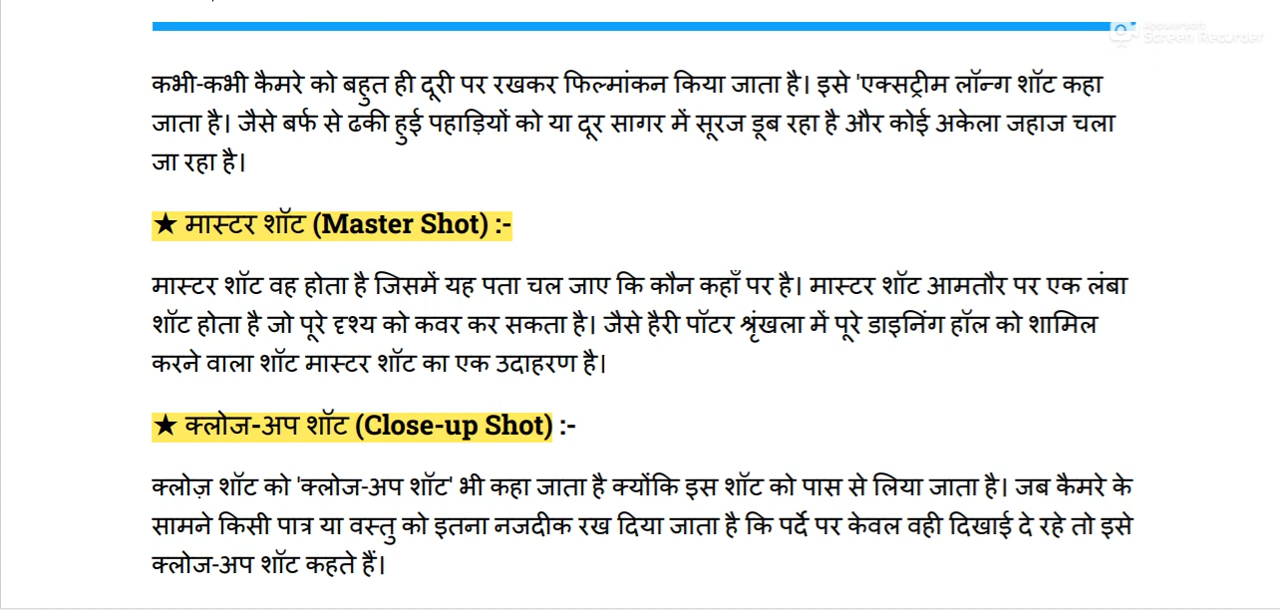 कभी-कभी कैमरे को बहुत ही दूरी पर रखकर फिल्मांकन किया जाता है। इसे 'एक्सट्रीम लॉन्ग शॉट कहा
जाता है। जैसे बर्फ से ढकी हुई पहाड़ियों को या दूर सागर में सूरज डूब रहा है और कोई अकेला जहाज चला
जा रहा है।
★ मास्टर शॉट (Master Shot) :-
मास्टर शॉट वह होता है जिसमें यह पता चल जाए कि कौन कहाँ पर है। मास्टर शॉट आमतौर पर एक लंबा
शॉट होता है जो पूरे दृश्य को कवर कर सकता है। जैसे हैरी पॉटर श्रृंखला में पूरे डाइनिंग हॉल को शामिल
करने वाला शॉट मास्टर शॉट का एक उदाहरण है।
★ क्लोज-अप शॉट (Close-up Shot) :-
क्लोज़ शॉट को 'क्लोज-अप शॉट' भी कहा जाता है क्योंकि इस शॉट को पास से लिया जाता है। जब कैमरे के
सामने किसी पात्र या वस्तु को इतना नजदीक रख दिया जाता है कि पर्दे पर केवल वही दिखाई दे रहे तो इसे
क्लोज-अप शॉट कहते हैं।
Screen Recorder